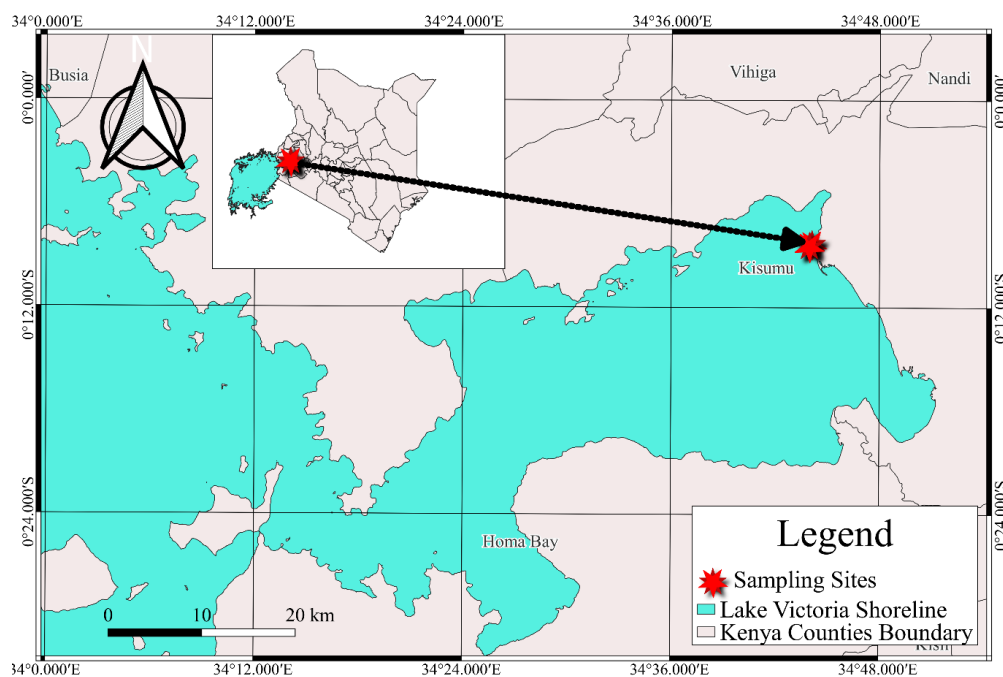 34°0.000'E 34°12.000'E 34°24.000'E 34°36.000'E 34°48.000'E
N
Busia
Vihiga
Nandi
0°0.000'
0°0.000'
Kisumu
0°12.000'S
0°12.000'S
0°24.000'S
0°24.000'S
Homa Bay
Legend
Sampling Sites
Lake Victoria Shoreline
Kenya Counties Boundary
0 10 20 km
34°0.000'E 34°12.000'E 34°24.000'E 34°36.000'E 34°48.000'E